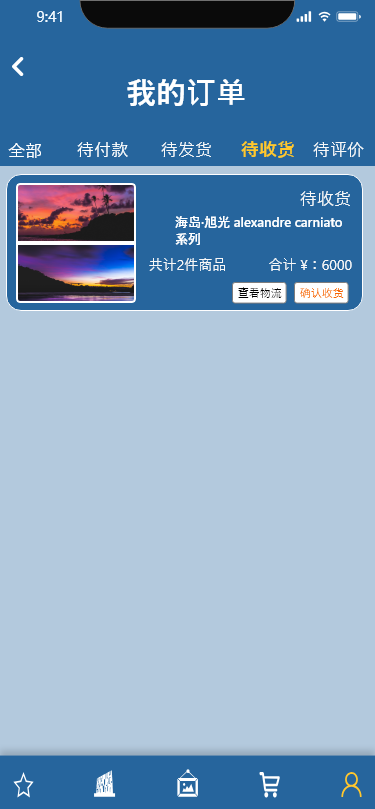 9:41
我的订单
全部 待付款 待发货 待收货 待评价
待收货
海岛·旭光 alexandre carniato
系列
共计2件商品 合计 ¥：6000
查看物流 确认收货